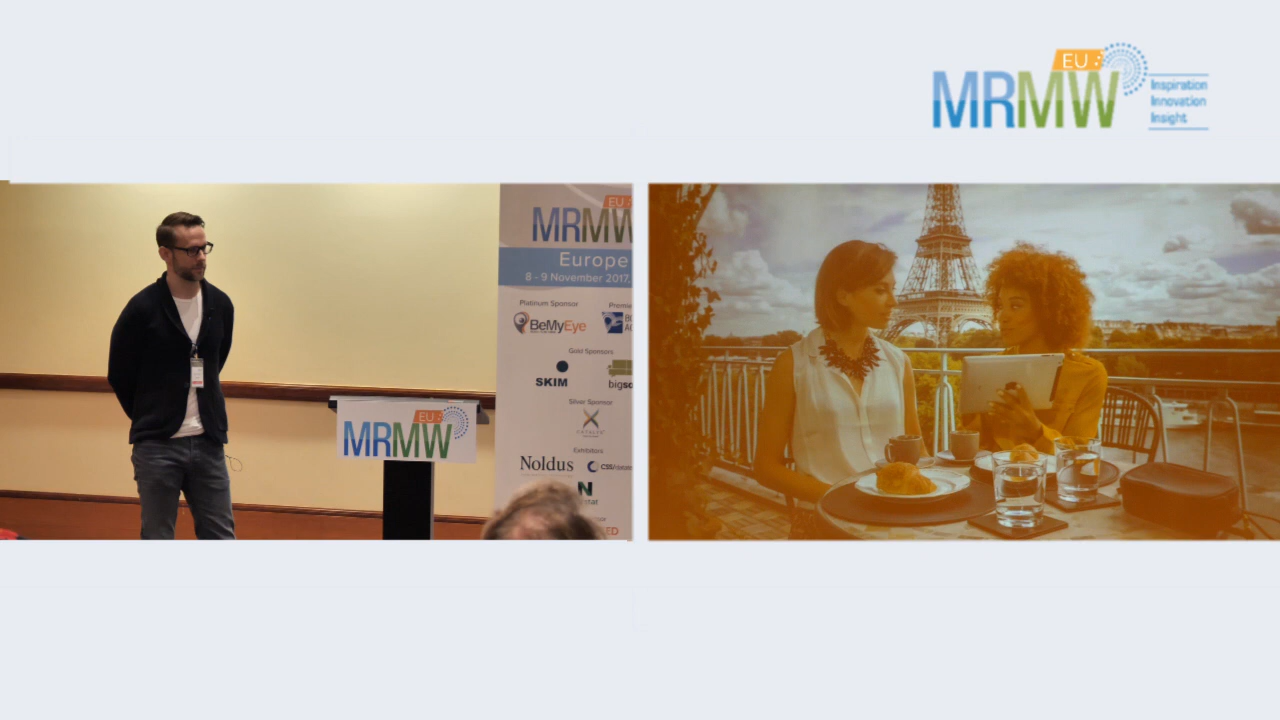 EU
MRMW
Inspiration
Innovation
Insight
EU
MRMW
Europe
8 - 9 November 2017,
Platinum Sponsor
BeMyEye
Gold Sponsors
SKIM
Silver Sponsor
Exhibitors
Noldus
EU
MRMW